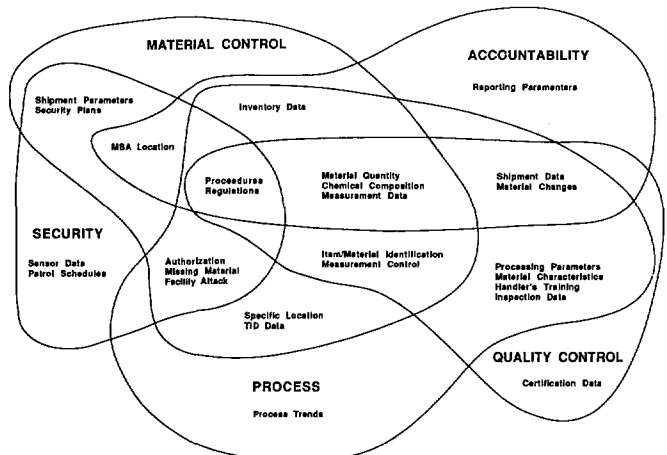 MATERIAL CONTROL
ACCOUNTABILITY
Reporting Paramenters
Shipment Parameters
Security Plans
Inventory Data
MBA Location
Proceedures
Regulations
Material Quantity
Chemical Composition
Measurement Data
Shipment Data
Material Changes
SECURITY
Sensor Data
Patrol Schedules
Authorization
Missing Material
Facility Attack
Item/Material Identification
Measurement Control
Processing Parameters
Material Characteristics
Handler's Training
Inspection Data
Specific Location
TID Data
QUALITY CONTROL
Certification Data
PROCESS
Process Trends